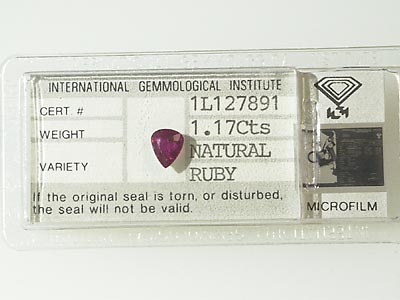 INTERNATIONAL GEMMOLOGICAL INSTITUTE
CERT. # 1L127891
WEIGHT 1.17Cts
VARIETY NATURAL
RUBY
If the original seal is torn, or disturbed,
the seal will not be valid.
MICROFILM